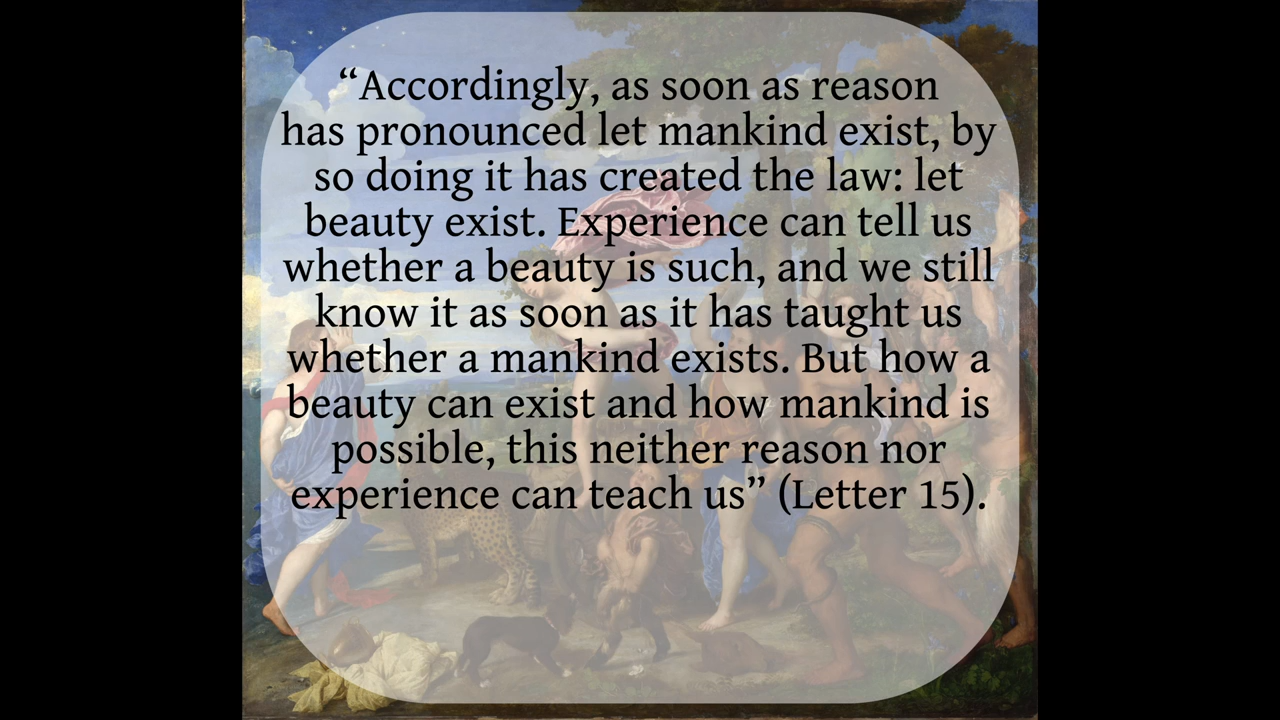 “Accordingly, as soon as reason
has pronounced let mankind exist, by
so doing it has created the law: let
beauty exist. Experience can tell us
whether a beauty is such, and we still
know it as soon as it has taught us
whether a mankind exists. But how a
beauty can exist and how mankind is
possible, this neither reason nor
experience can teach us” (Letter 15).